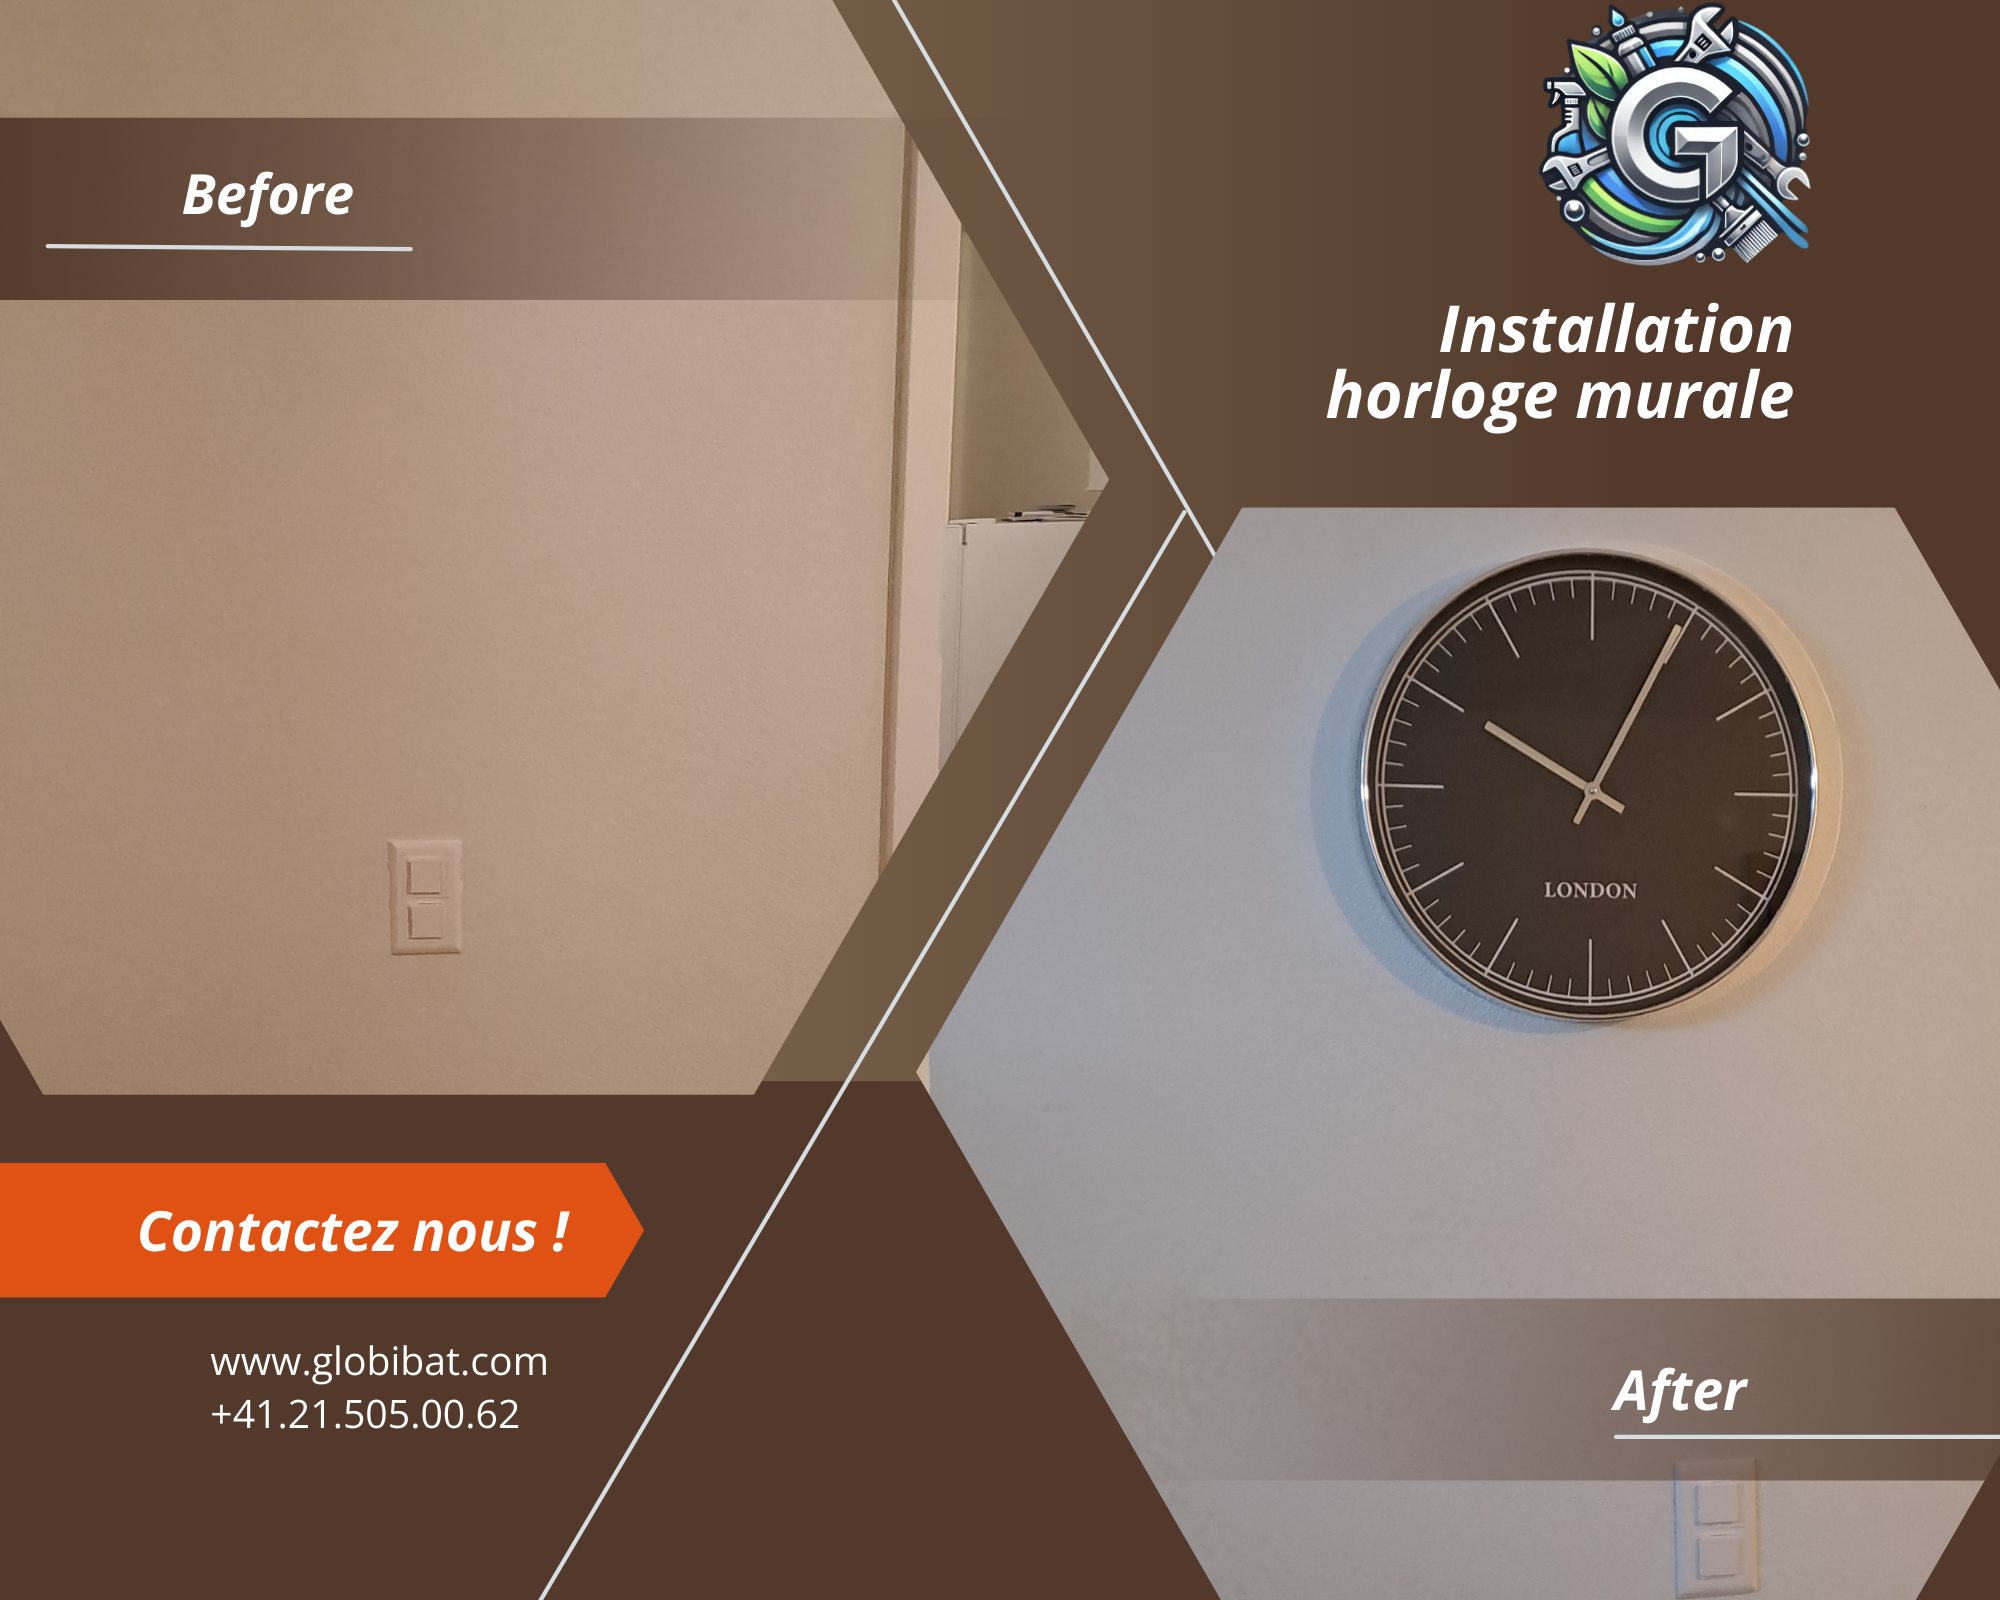 Before
Installation
horloge murale
LONDON
Contactez nous !
www.globibat.com
+41.21.505.00.62
After